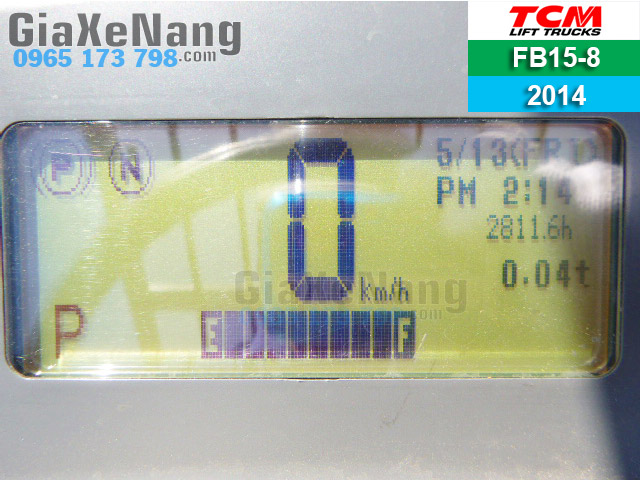 GiaXeNang
0965 173 798.com
TCM
LIFT TRUCKS
FB15-8
2014
P N
0 km/h
5/13(FRI)
PM 2:14
2811.6h
0.04t
GiaXeNang
.com
P
E F